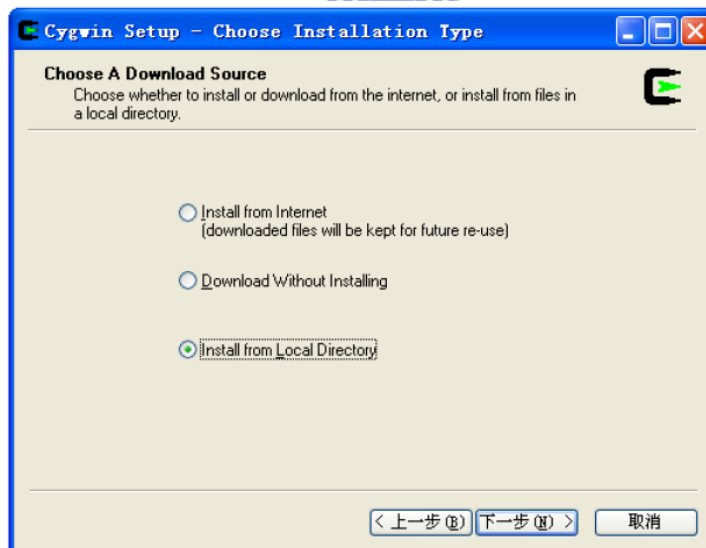 Cygwin Setup - Choose Installation Type
Choose A Download Source
Choose whether to install or download from the internet, or install from files in
a local directory.
Install from Internet
(downloaded files will be kept for future re-use)
Download Without Installing
Install from Local Directory
< 上一步(B) 下一步(N) > 取消